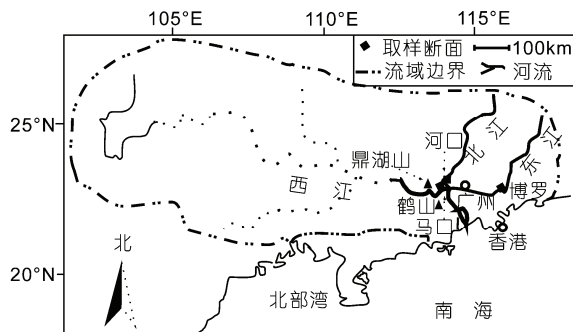 105°E 110°E 115°E
取样断面 100km
流域边界 河流
25°N
河口 北江
东江
鼎湖山
西江
博罗
广州
鹤山
马口
香港
北
20°N
北部湾
南海